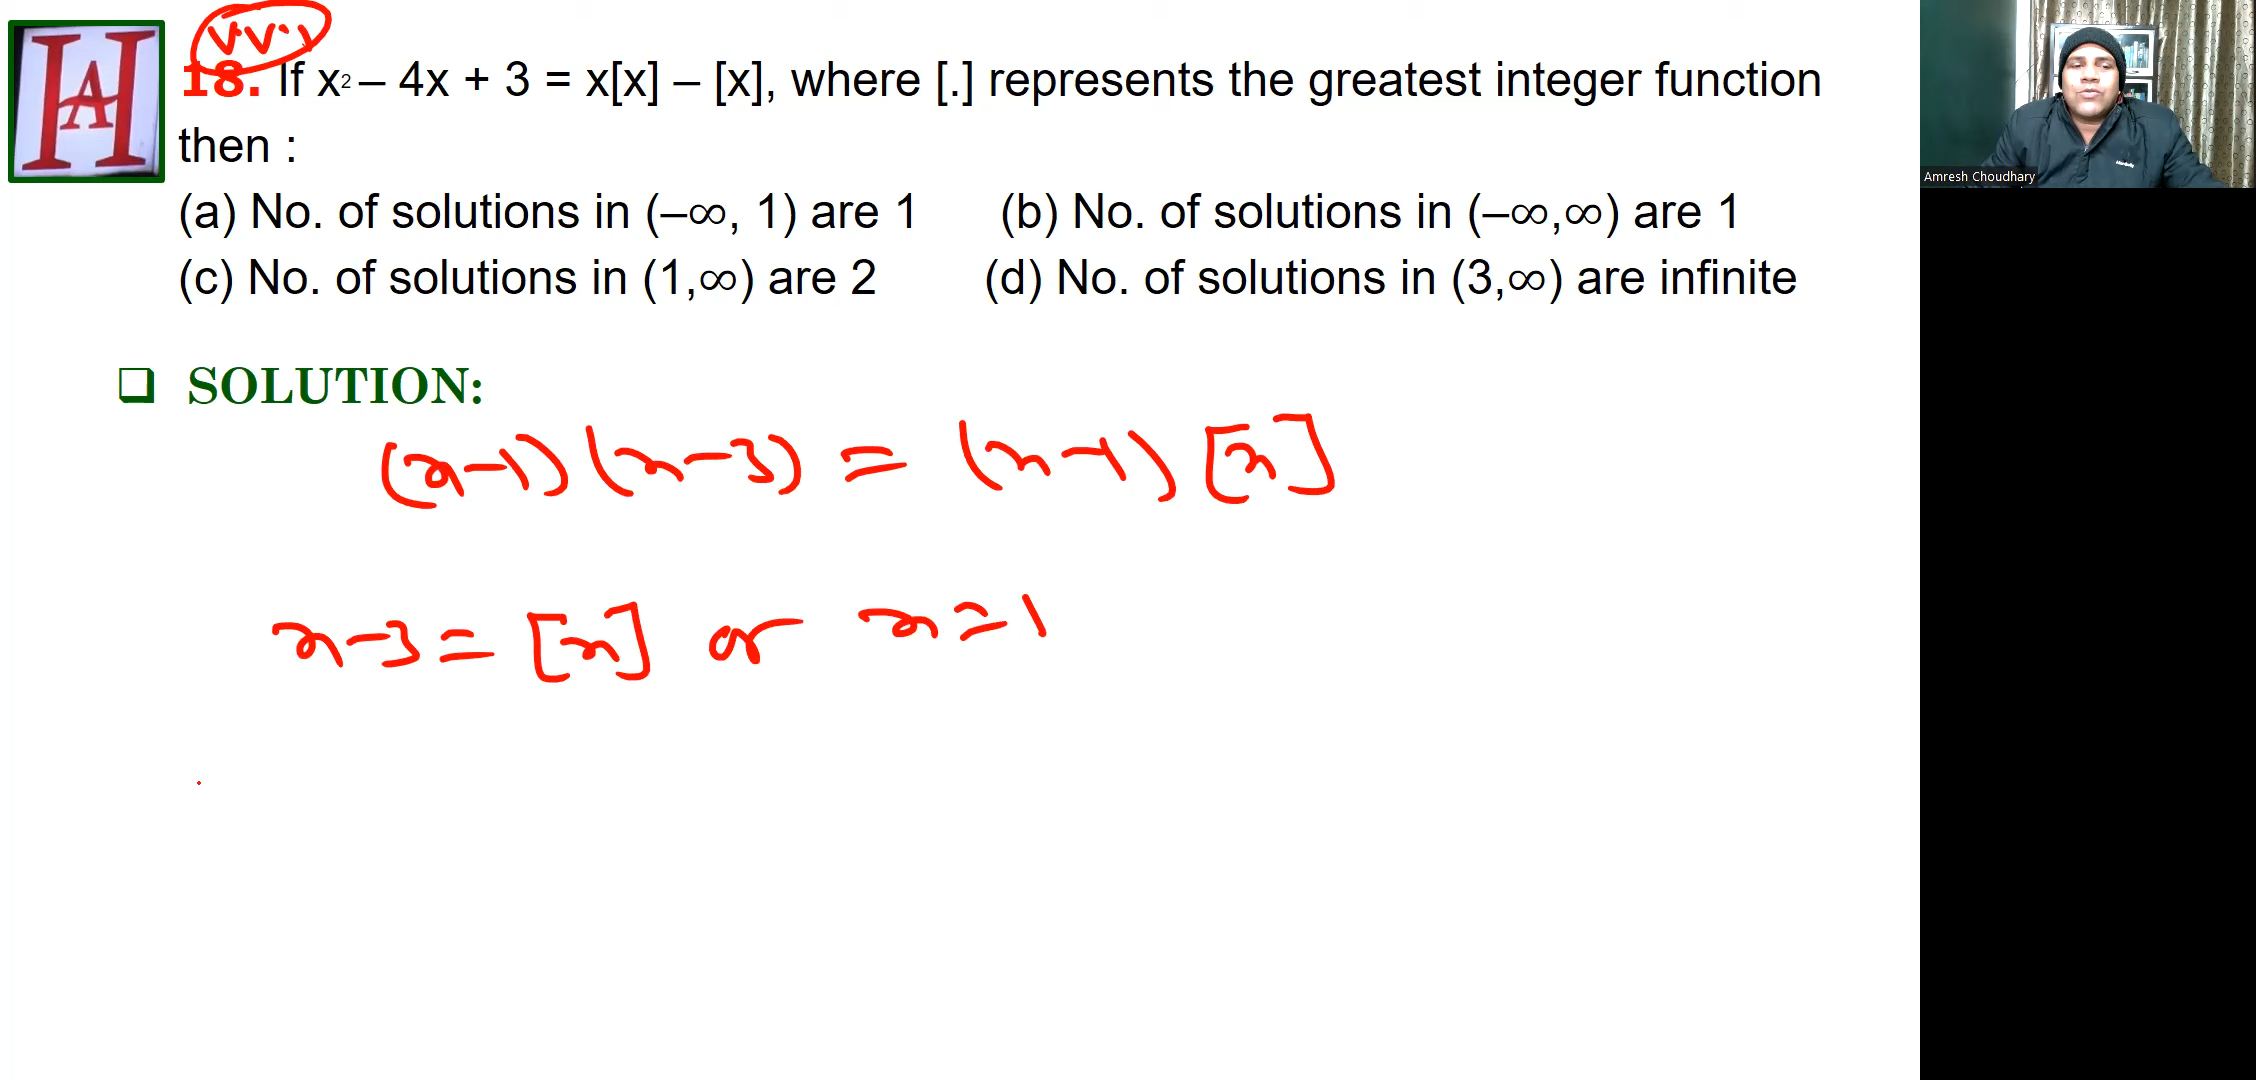 V.V.I
18. If x² – 4x + 3 = x[x] – [x], where [.] represents the greatest integer function
then :
(a) No. of solutions in (–∞, 1) are 1 (b) No. of solutions in (–∞,∞) are 1
(c) No. of solutions in (1,∞) are 2 (d) No. of solutions in (3,∞) are infinite
❑ SOLUTION:
(x-1)(x-3) = (x-1)[x]
x-3 = [x] or x=1
HA
Amresh Choudhary